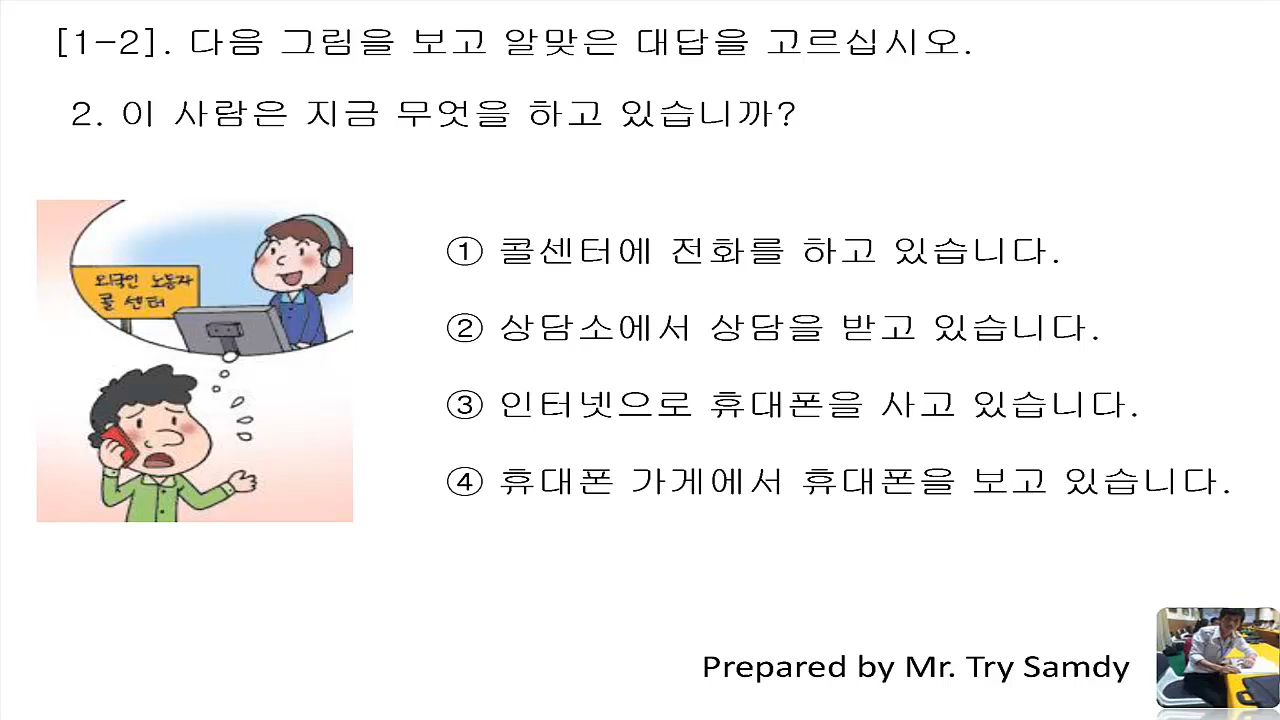 [1-2]. 다음 그림을 보고 알맞은 대답을 고르십시오.
2. 이 사람은 지금 무엇을 하고 있습니까?
외국인 노동자
콜 센터
① 콜센터에 전화를 하고 있습니다.
② 상담소에서 상담을 받고 있습니다.
③ 인터넷으로 휴대폰을 사고 있습니다.
④ 휴대폰 가게에서 휴대폰을 보고 있습니다.
Prepared by Mr. Try Samdy